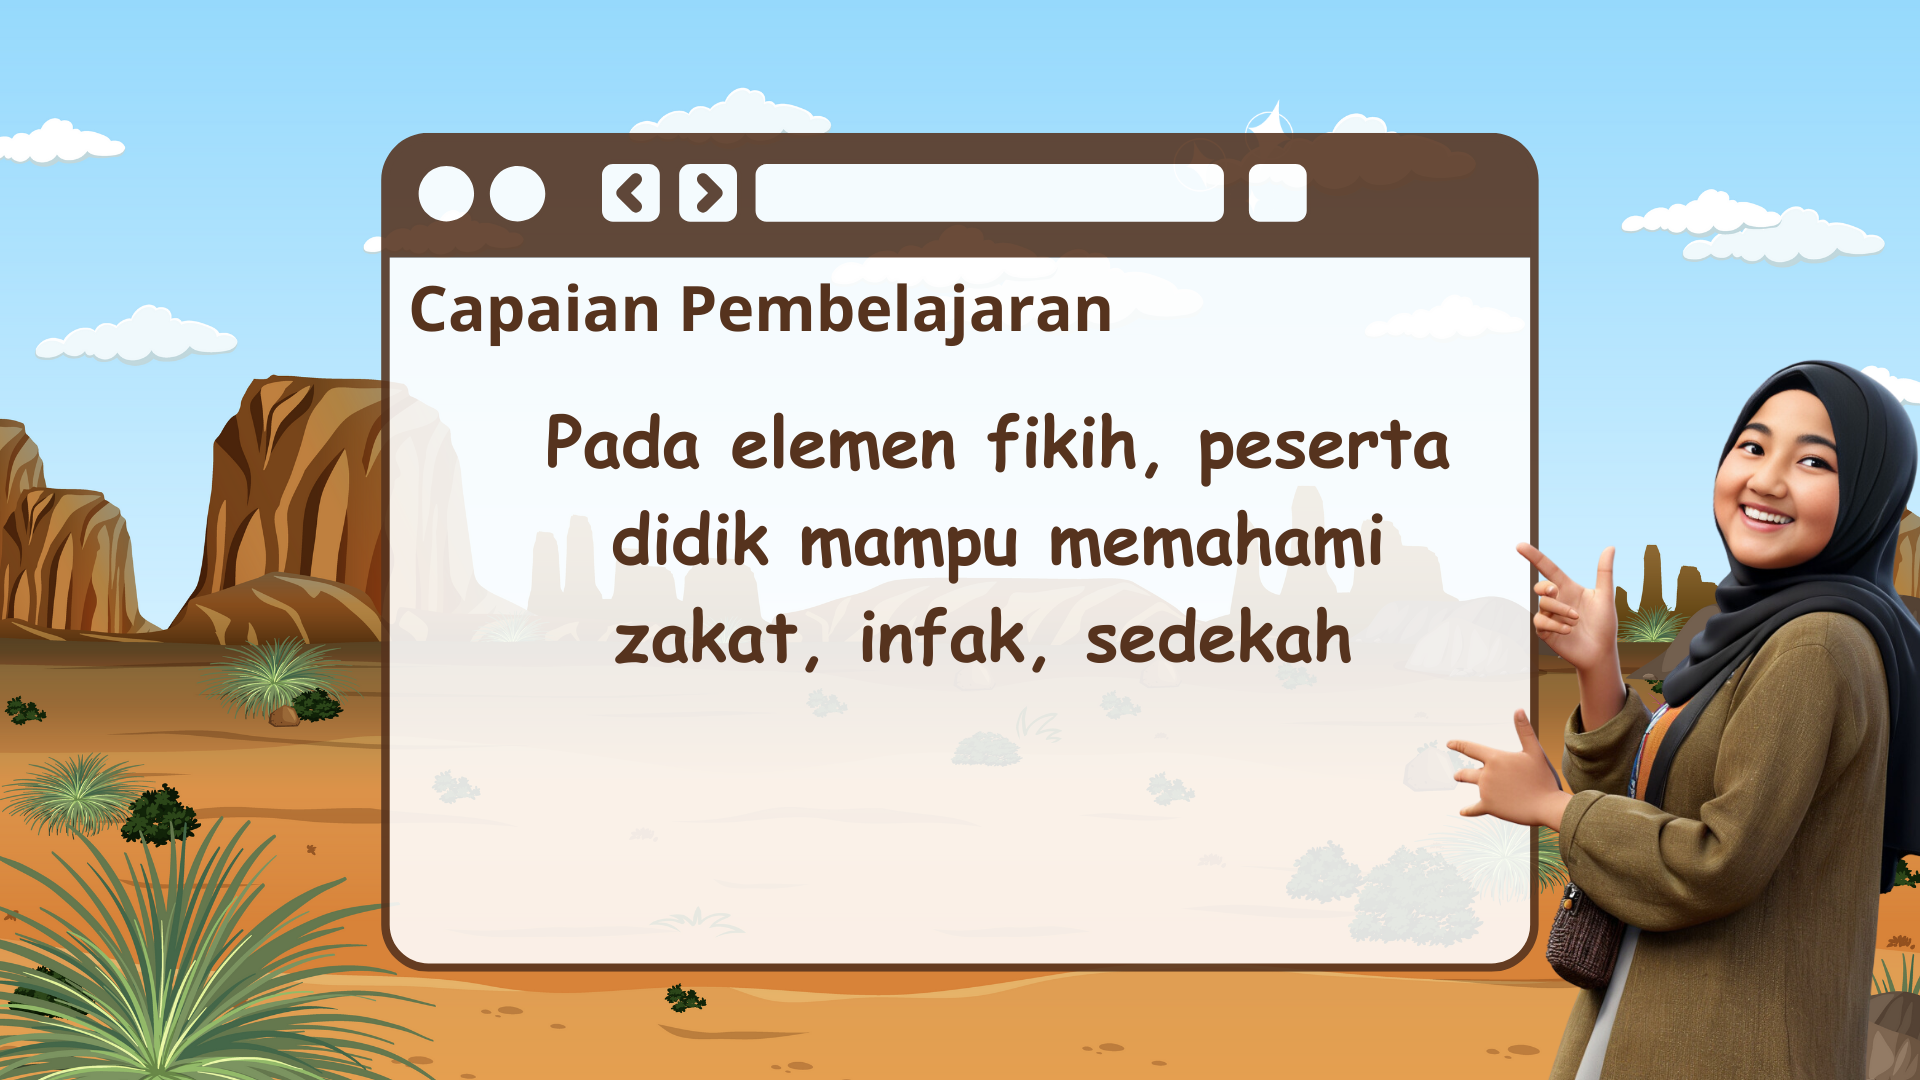 Capaian Pembelajaran
Pada elemen fikih, peserta
didik mampu memahami
zakat, infak, sedekah